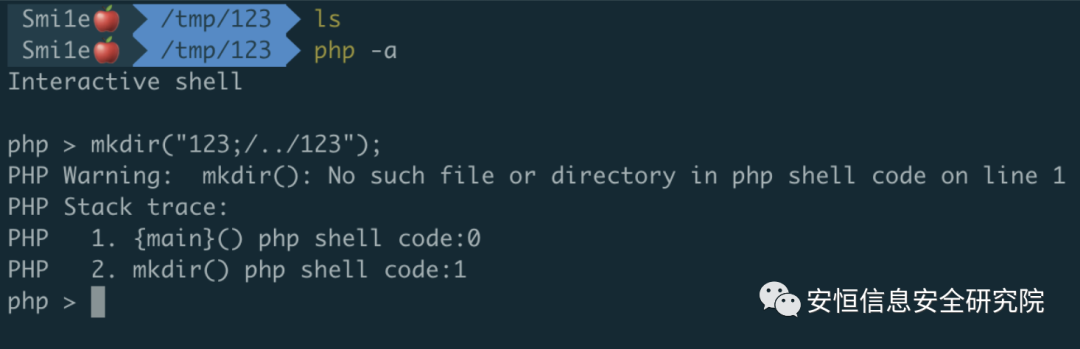 Smi1e🍎 /tmp/123 ls
Smi1e🍎 /tmp/123 php -a
Interactive shell
php > mkdir("123;/../123");
PHP Warning:  mkdir(): No such file or directory in php shell code on line 1
PHP Stack trace:
PHP   1. {main}() php shell code:0
PHP   2. mkdir() php shell code:1
php >
安恒信息安全研究院